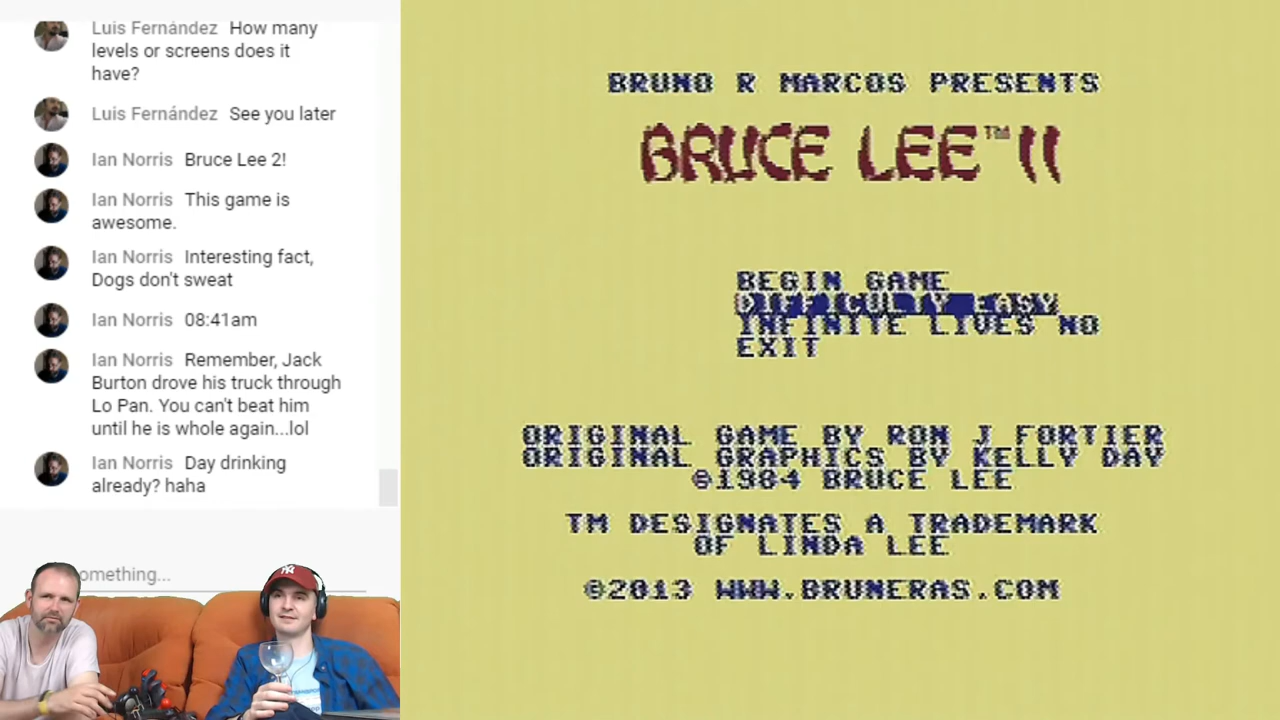 Luis Fernández How many
levels or screens does it
have?
Luis Fernández See you later
Ian Norris Bruce Lee 2!
Ian Norris This game is
awesome.
Ian Norris Interesting fact,
Dogs don't sweat
Ian Norris 08:41am
Ian Norris Remember, Jack
Burton drove his truck through
Lo Pan. You can't beat him
until he is whole again...lol
Ian Norris Day drinking
already? haha
omething...
BRUNO R MARCOS PRESENTS
BRUCE LEE™ II
BEGIN GAME
DIFFICULTY EASY
INFINITE LIVES NO
EXIT
ORIGINAL GAME BY RON J FORTIER
ORIGINAL GRAPHICS BY KELLY DAY
©1984 BRUCE LEE
TM DESIGNATES A TRADEMARK
OF LINDA LEE
©2013 WWW.BRUNERAS.COM